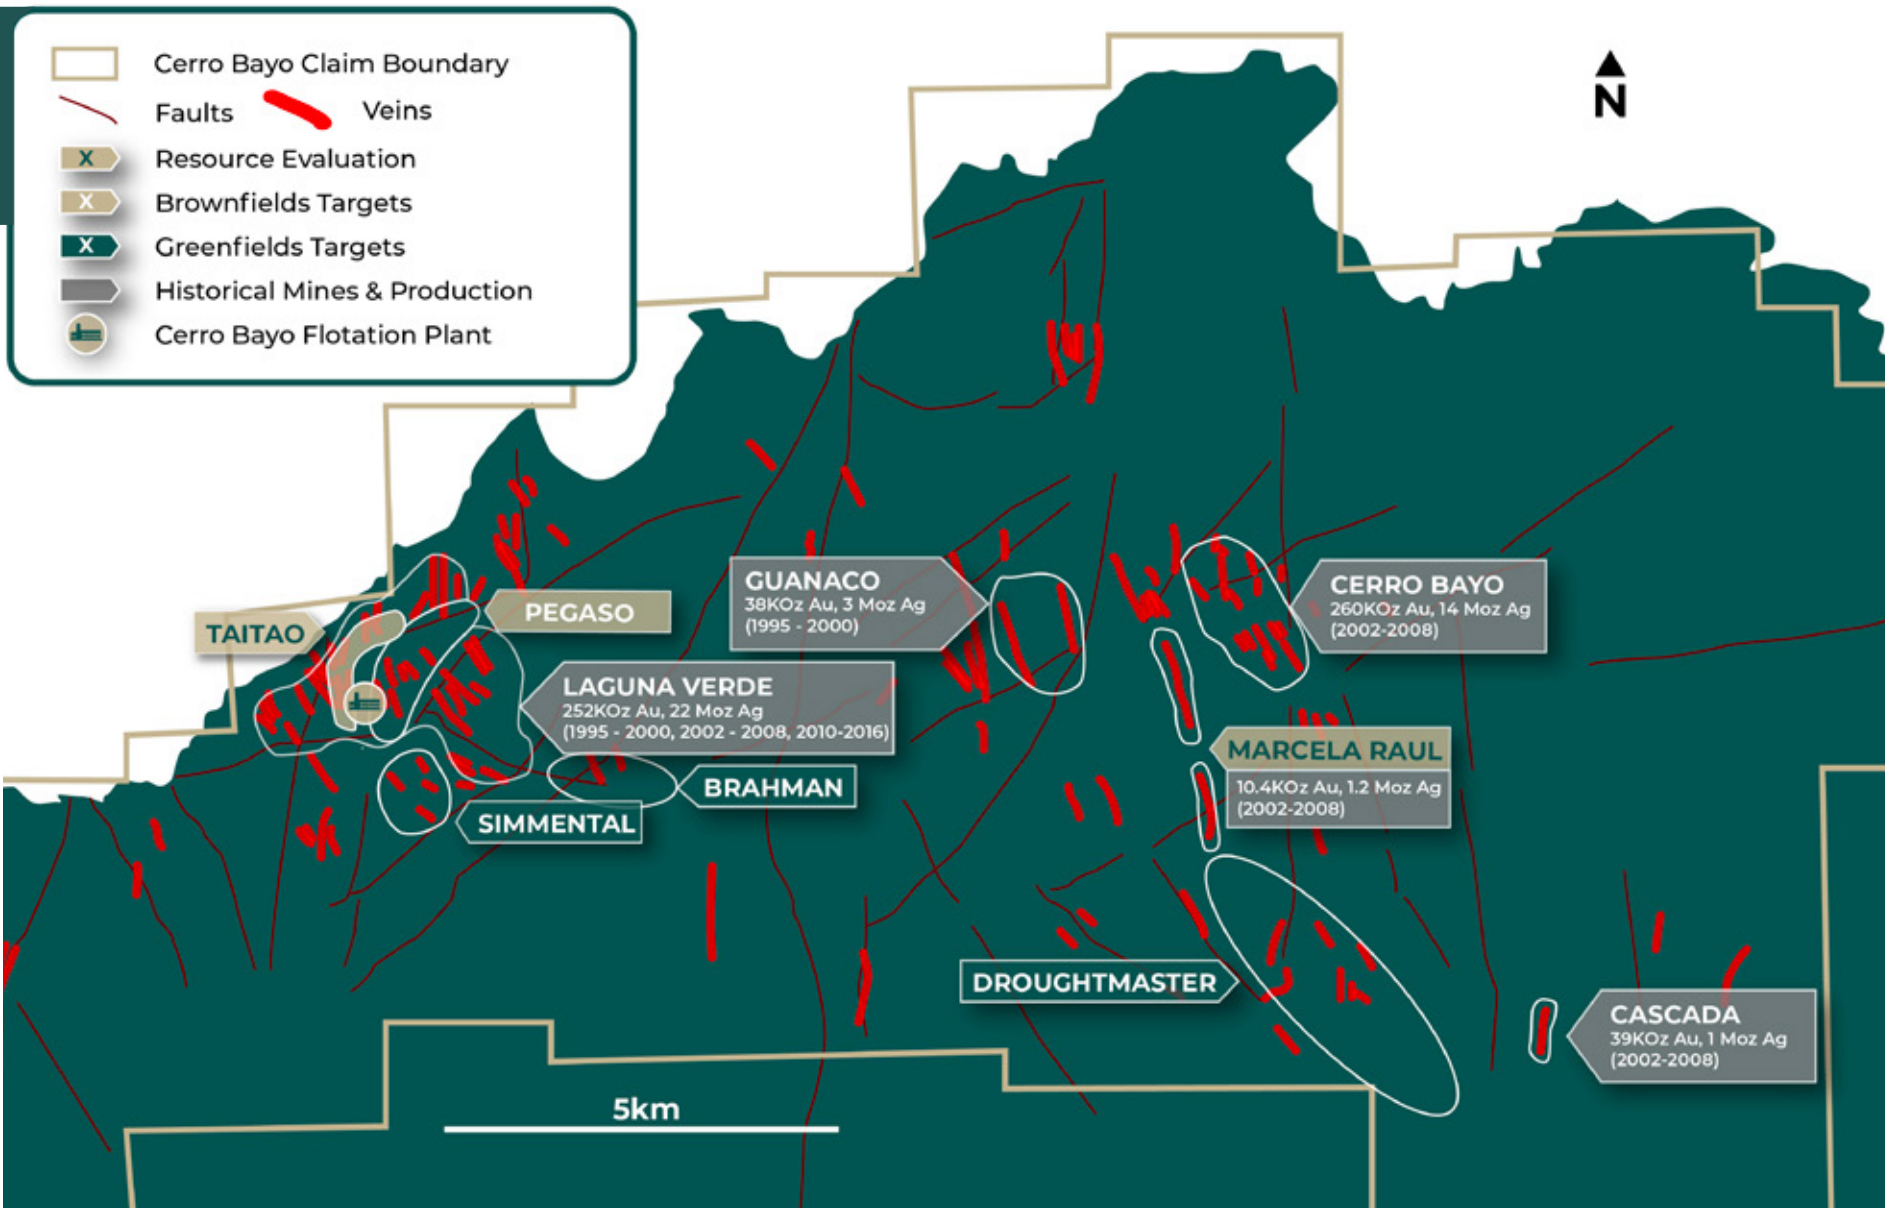 Cerro Bayo Claim Boundary
Faults
Veins
X Resource Evaluation
X Brownfields Targets
X Greenfields Targets
Historical Mines & Production
Cerro Bayo Flotation Plant
N
GUANACO
38KOz Au, 3 Moz Ag
(1995 - 2000)
CERRO BAYO
260KOz Au, 14 Moz Ag
(2002-2008)
TAITAO
PEGASO
LAGUNA VERDE
252KOz Au, 22 Moz Ag
(1995 - 2000, 2002 - 2008, 2010-2016)
MARCELA RAUL
10.4KOz Au, 1.2 Moz Ag
(2002-2008)
BRAHMAN
SIMMENTAL
DROUGHTMASTER
CASCADA
39KOz Au, 1 Moz Ag
(2002-2008)
5km